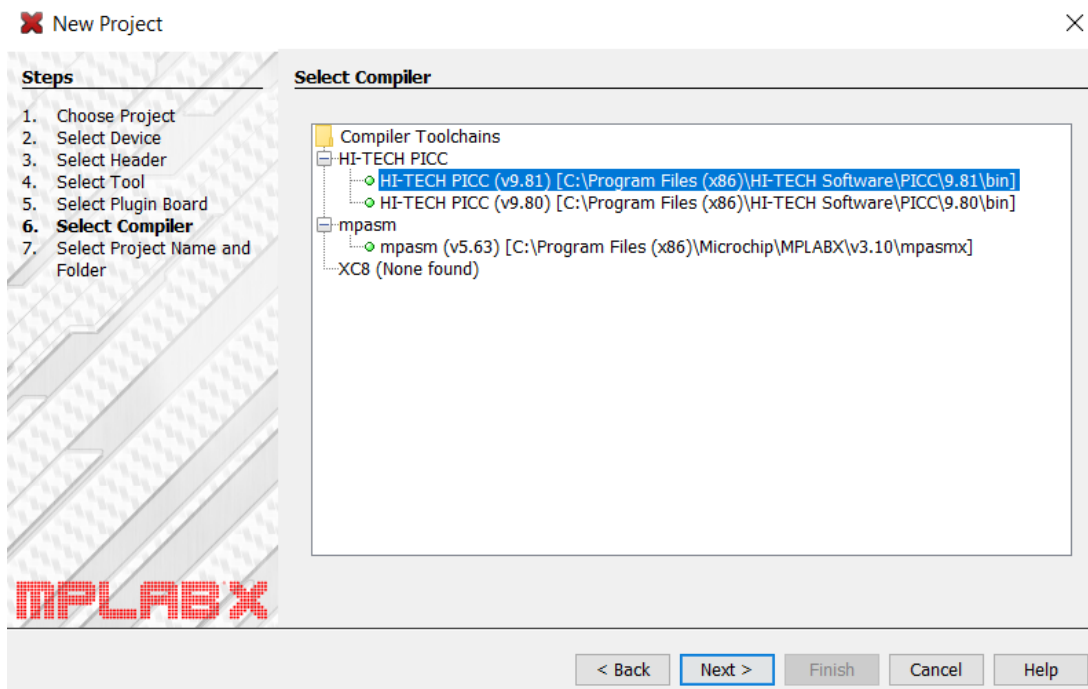 New Project
Steps
1. Choose Project
2. Select Device
3. Select Header
4. Select Tool
5. Select Plugin Board
6. Select Compiler
7. Select Project Name and
Folder
Select Compiler
Compiler Toolchains
HI-TECH PICC
HI-TECH PICC (v9.81) [C:\Program Files (x86)\HI-TECH Software\PICC\9.81\bin]
HI-TECH PICC (v9.80) [C:\Program Files (x86)\HI-TECH Software\PICC\9.80\bin]
mpasm
mpasm (v5.63) [C:\Program Files (x86)\Microchip\MPLABX\v3.10\mpasmx]
XC8 (None found)
MPLABX
< Back
Next >
Finish
Cancel
Help